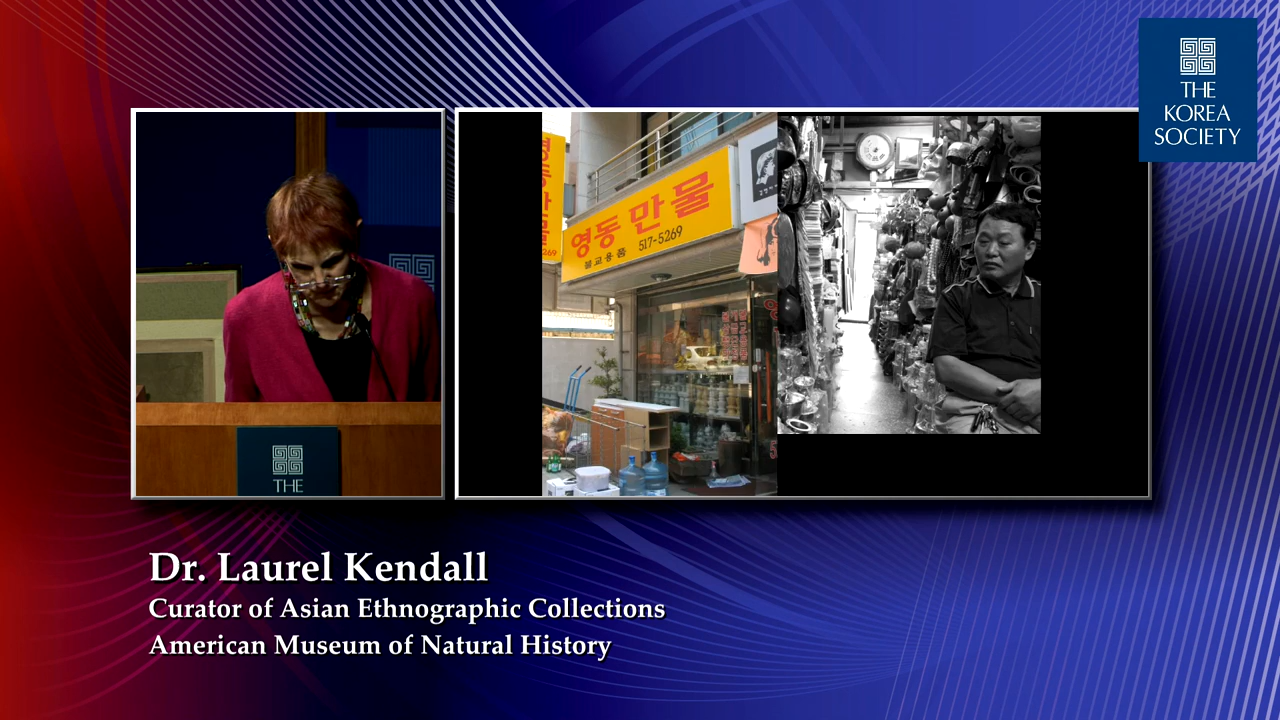 THE
KOREA
SOCIETY
영동만물
불교용품 517-5269
THE
Dr. Laurel Kendall
Curator of Asian Ethnographic Collections
American Museum of Natural History